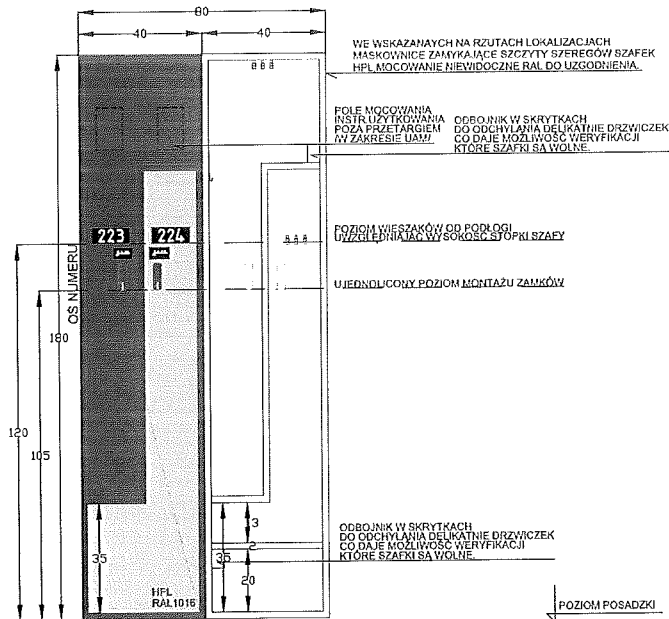 80
40
40
WE WSKAZANAYCH NA RZUTACH LOKALIZACJACH
MASKOWNICE ZAMYKAJĄCE SZCZYTY SZEREGÓW SZAFEK
HPL,MOCOWANIE NIEWIDOCZNE RAL DO UZGODNIENIA.
POLE MOCOWANIA
INSTR.UŻYTKOWANIA
POZA PRZETARGIEM
/W ZAKRESIE UAM/
ODBOJNIK W SKRYTKACH
DO ODCHYLANIA DELIKATNIE DRZWICZEK
CO DAJE MOŻLIWOŚĆ WERYFIKACJI
KTÓRE SZAFKI SĄ WOLNE.
223
224
POZIOM WIESZAKÓW OD PODŁOGI
UWZGLĘDNIAJĄC WYSOKOŚĆ STOPKI SZAFY
OŚ NUMERU
UJEDNOLICONY POZIOM MONTAŻU ZAMKÓW
180
120
105
35
3
2
35
20
ODBOJNIK W SKRYTKACH
DO ODCHYLANIA DELIKATNIE DRZWICZEK
CO DAJE MOŻLIWOŚĆ WERYFIKACJI
KTÓRE SZAFKI SĄ WOLNE.
HPL
RAL1016
POZIOM POSADZKI